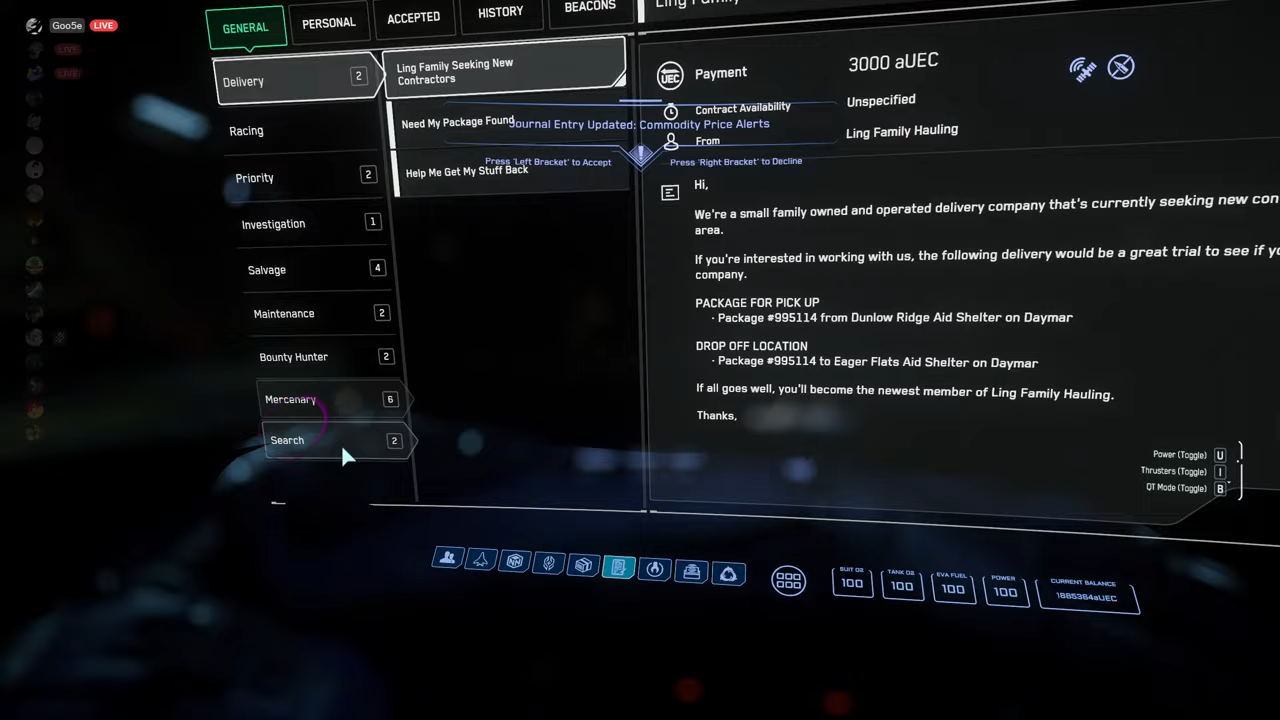 Goo5e LIVE
LIVE
LIVE
GENERAL
PERSONAL
ACCEPTED
HISTORY
BEACONS
Delivery 2
Racing
Priority 2
Investigation 1
Salvage 4
Maintenance 2
Bounty Hunter 2
Mercenary 6
Search 2
Ling Family Seeking New
Contractors
Need My Package Found
Help Me Get My Stuff Back
Journal Entry Updated: Commodity Price Alerts
Press 'Left Bracket' to Accept
Press 'Right Bracket' to Decline
Ling Family
UEC Payment 3000 aUEC
Contract Availability Unspecified
From Ling Family Hauling
Hi,
We're a small family owned and operated delivery company that's currently seeking new con
area.
If you're interested in working with us, the following delivery would be a great trial to see if yo
company.
PACKAGE FOR PICK UP
· Package #995114 from Dunlow Ridge Aid Shelter on Daymar
DROP OFF LOCATION
· Package #995114 to Eager Flats Aid Shelter on Daymar
If all goes well, you'll become the newest member of Ling Family Hauling.
Thanks,
Power (Toggle) U
Thrusters (Toggle) I
QT Mode (Toggle) B
SUIT O2
100
TANK O2
100
EVA FUEL
100
POWER
100
CURRENT BALANCE
1885364aUEC